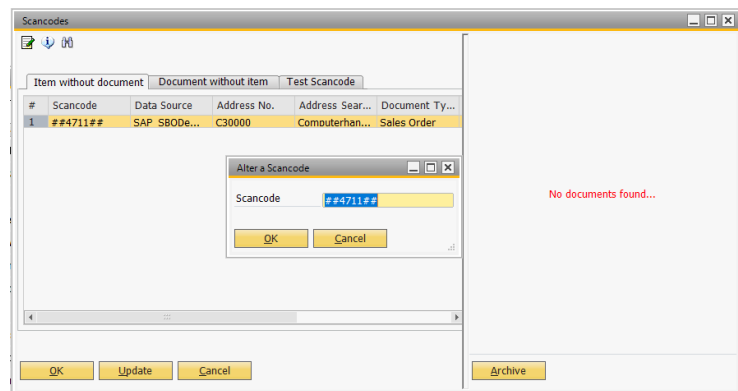 Scancodes
Item without document Document without item Test Scancode
# Scancode Data Source Address No. Address Sear... Document Ty...
1 ##4711## SAP SBODe... C30000 Computerhan... Sales Order
Alter a Scancode
Scancode ##4711##
OK Cancel
No documents found...
OK Update Cancel
Archive